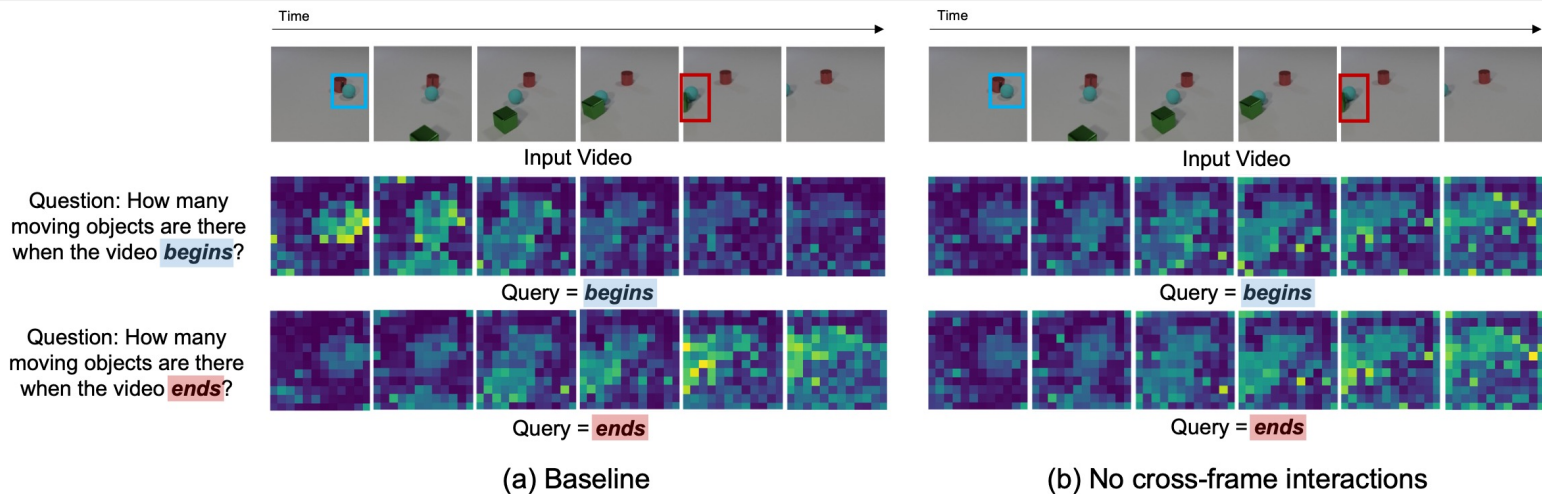 Time
Time
Input Video
Input Video
Question: How many
moving objects are there
when the video begins?
Query = begins
Query = begins
Question: How many
moving objects are there
when the video ends?
Query = ends
Query = ends
(a) Baseline
(b) No cross-frame interactions